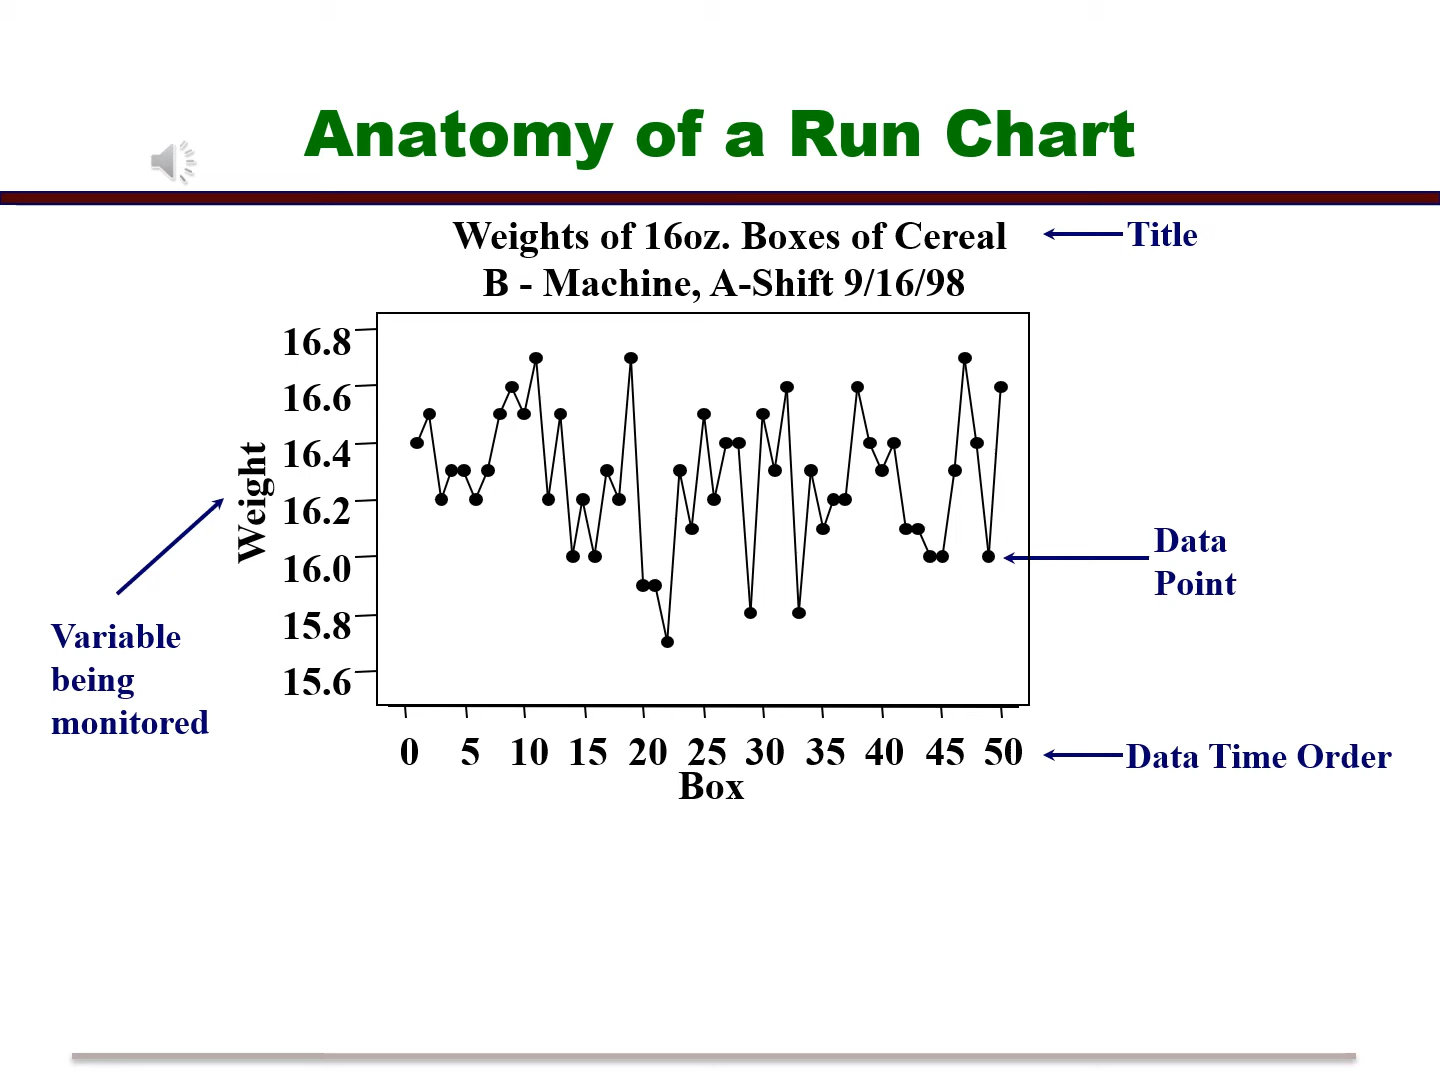 Anatomy of a Run Chart
Weights of 16oz. Boxes of Cereal
B - Machine, A-Shift 9/16/98
Title
16.8
16.6
16.4
16.2
16.0
15.8
15.6
Weight
Variable
being
monitored
Data
Point
0 5 10 15 20 25 30 35 40 45 50
Box
Data Time Order